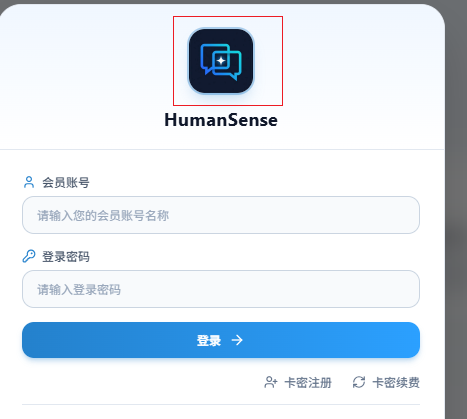 HumanSense
会员账号
请输入您的会员账号名称
登录密码
请输入登录密码
登录
卡密注册 卡密续费